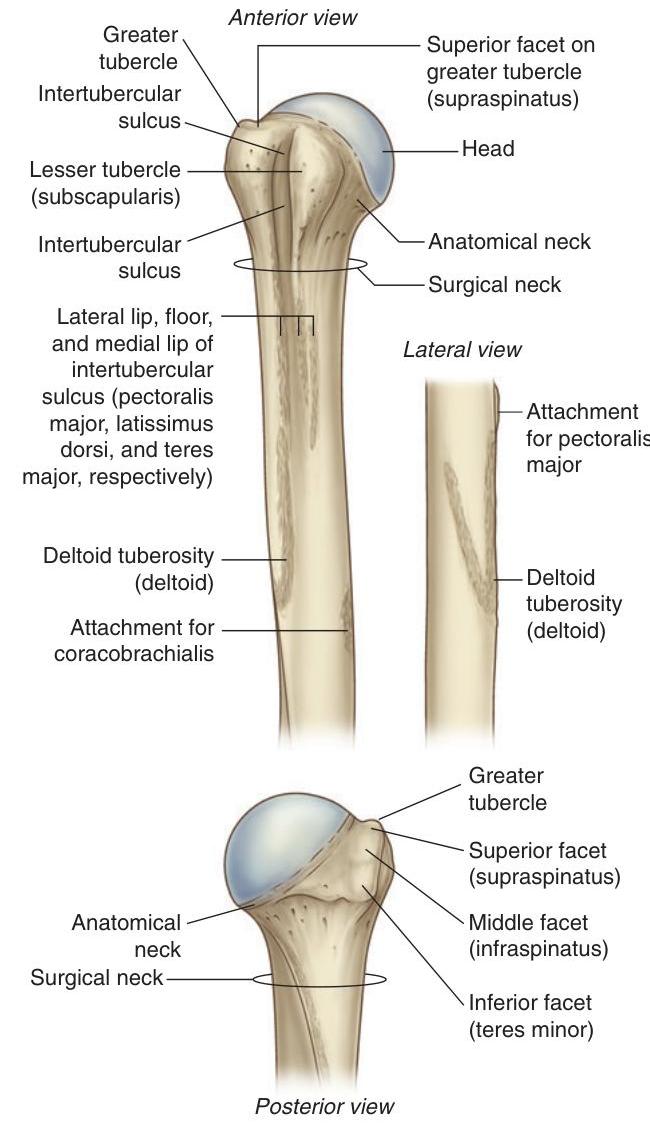 Anterior view
Greater
tubercle
Intertubercular
sulcus
Lesser tubercle
(subscapularis)
Intertubercular
sulcus
Lateral lip, floor,
and medial lip of
intertubercular
sulcus (pectoralis
major, latissimus
dorsi, and teres
major, respectively)
Deltoid tuberosity
(deltoid)
Attachment for
coracobrachialis
Superior facet on
greater tubercle
(supraspinatus)
Head
Anatomical neck
Surgical neck
Lateral view
Attachment
for pectoralis
major
Deltoid
tuberosity
(deltoid)
Greater
tubercle
Superior facet
(supraspinatus)
Middle facet
(infraspinatus)
Inferior facet
(teres minor)
Anatomical
neck
Surgical neck
Posterior view